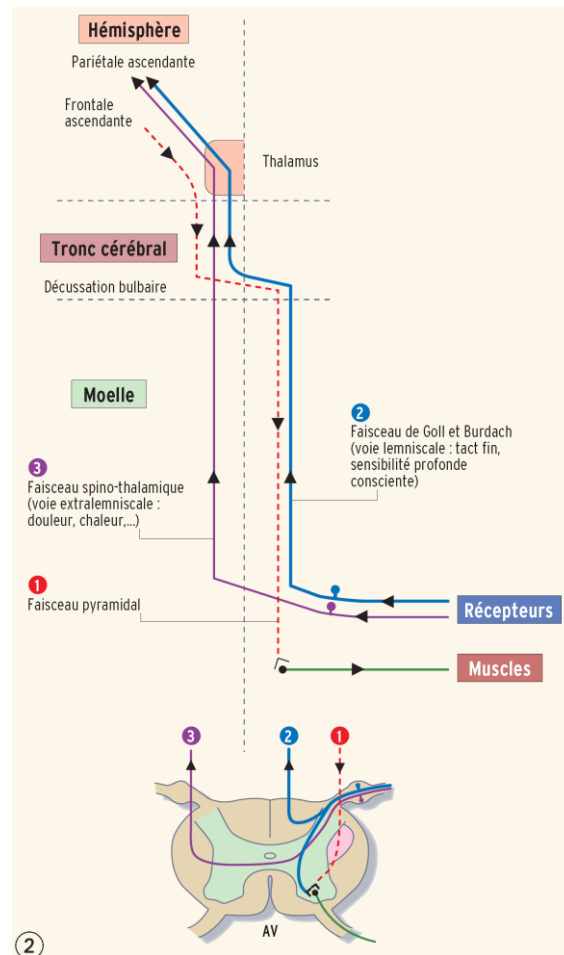 Hémisphère
Pariétale ascendante
Frontale
ascendante
Thalamus
Tronc cérébral
Décussation bulbaire
Moelle
2
Faisceau de Goll et Burdach
(voie lemniscale : tact fin,
sensibilité profonde
consciente)
3
Faisceau spino-thalamique
(voie extralemniscale :
douleur, chaleur,...)
1
Faisceau pyramidal
Récepteurs
Muscles
3 2 1
AV
2